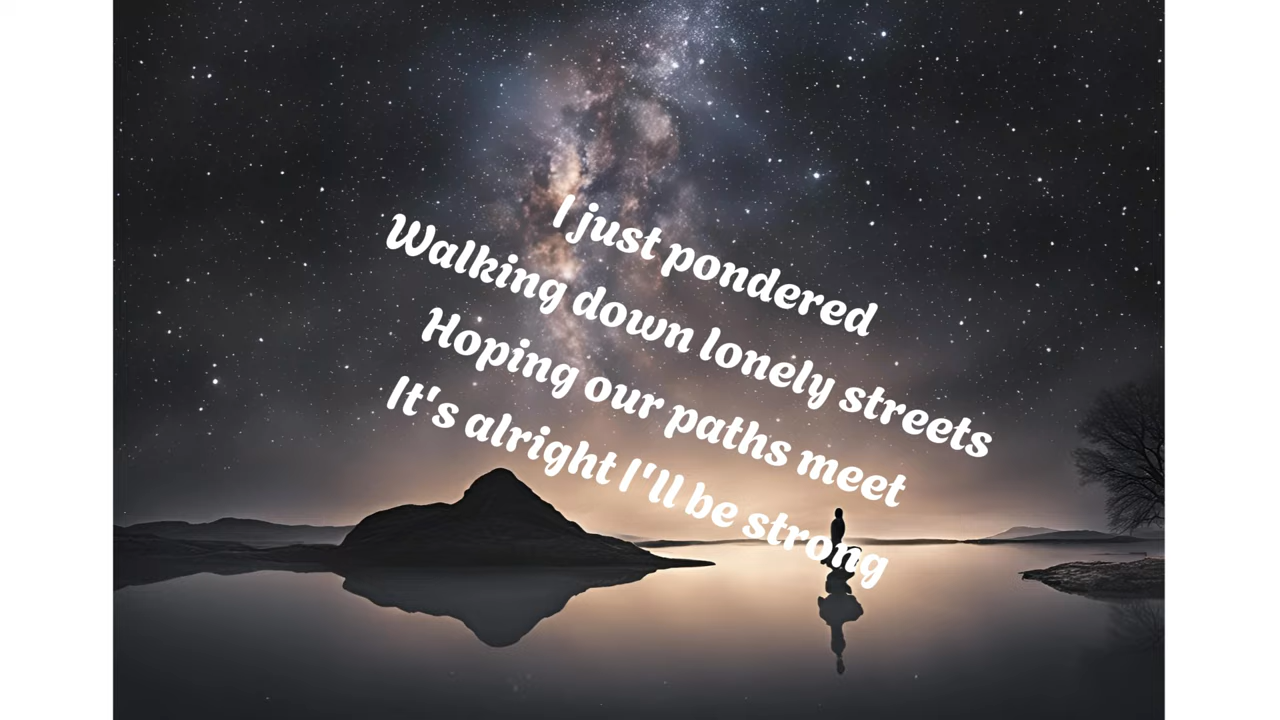 I just pondered
Walking down lonely streets
Hoping our paths meet
It's alright I'll be strong